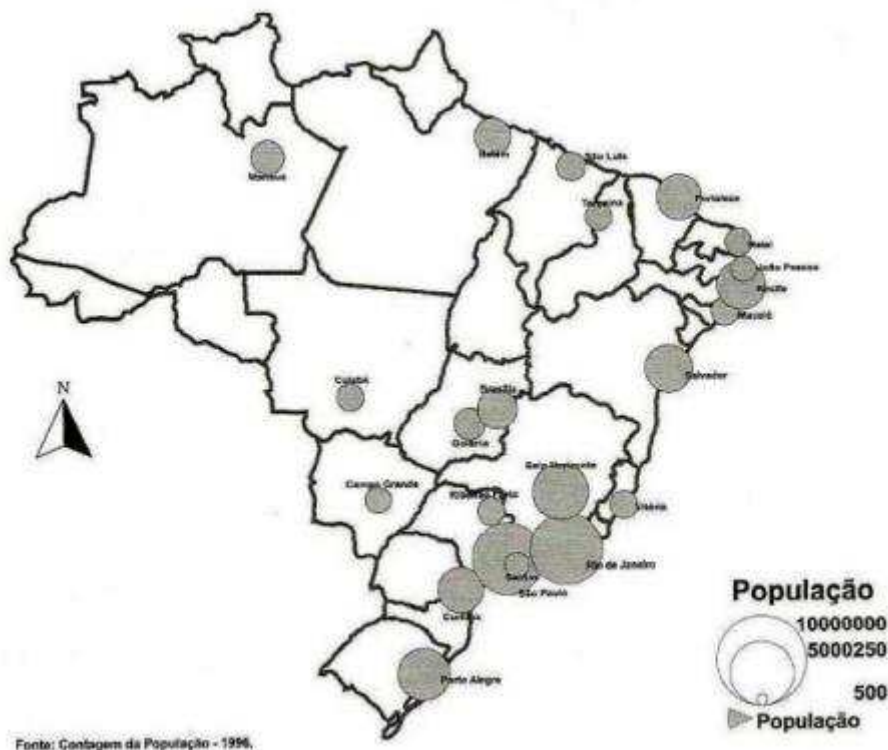 Manaus
Belém
São Luis
Teresina
Fortaleza
Natal
João Pessoa
Recife
Maceió
Salvador
Cuiabá
Brasília
Goiânia
Campo Grande
Belo Horizonte
Ribeirão Preto
Vitória
Rio de Janeiro
Santos
São Paulo
Curitiba
Porto Alegre
N
População
10000000
5000250
500
População
Fonte: Contagem da População - 1996.